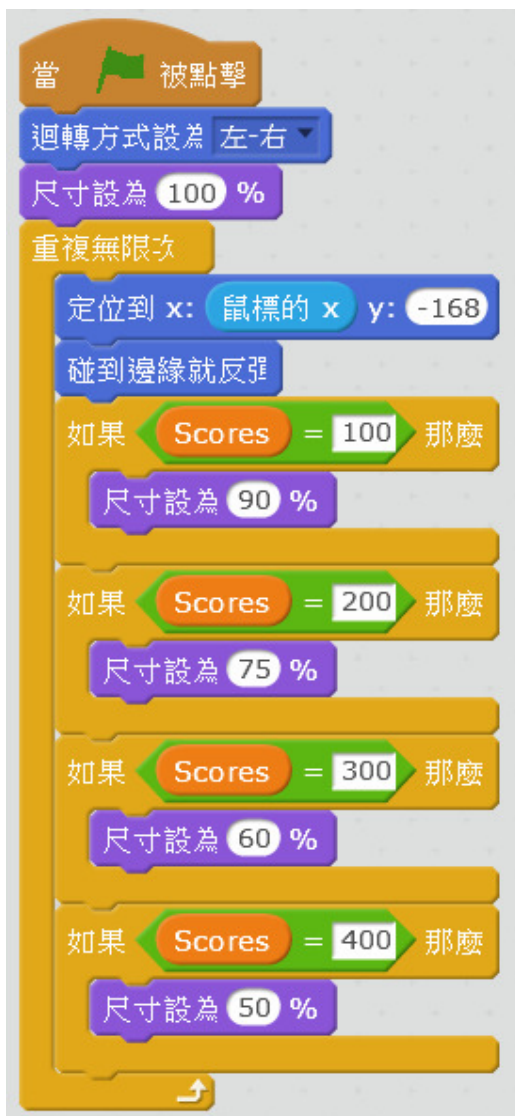 當 被點擊
迴轉方式設為 左-右
尺寸設為 100 %
重複無限次
定位到 x: 鼠標的 x y: -168
碰到邊緣就反彈
如果 Scores = 100 那麼
尺寸設為 90 %
如果 Scores = 200 那麼
尺寸設為 75 %
如果 Scores = 300 那麼
尺寸設為 60 %
如果 Scores = 400 那麼
尺寸設為 50 %